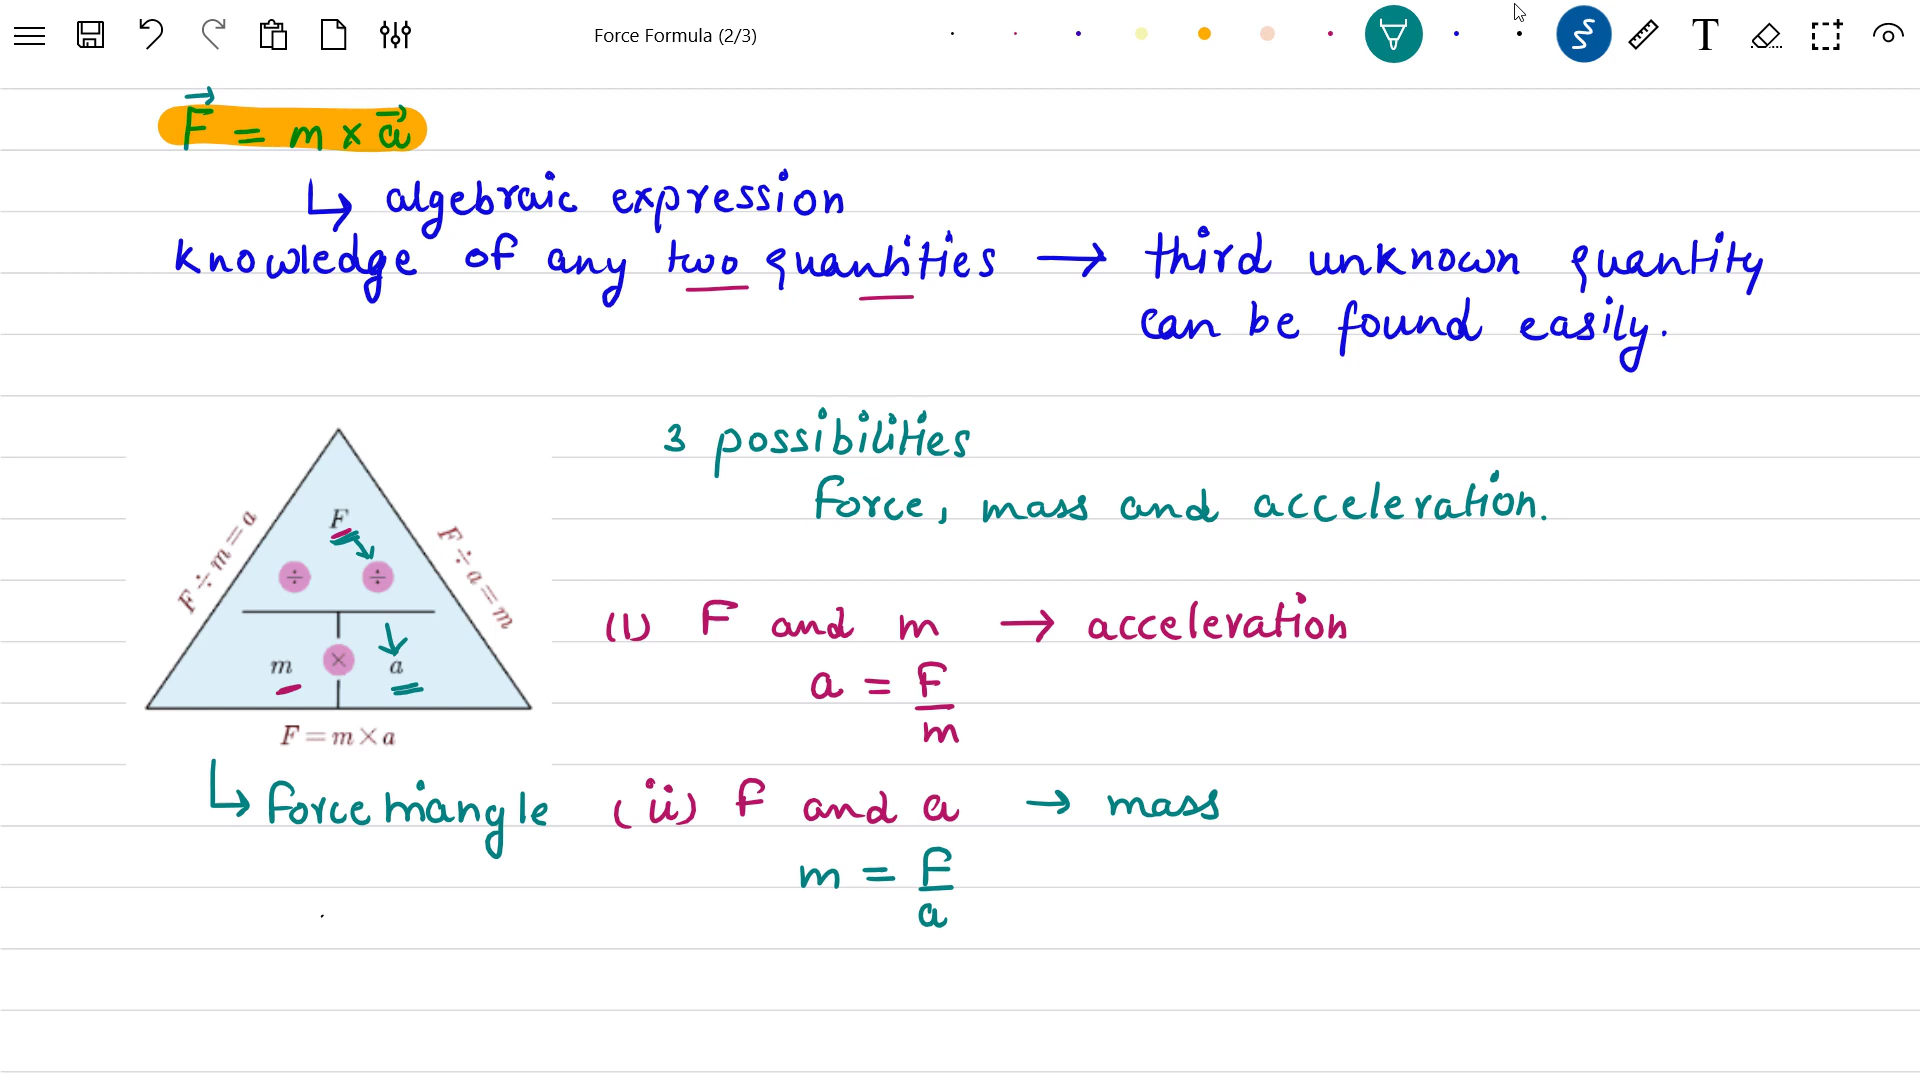 Force Formula (2/3)
T
F⃗ = m × a⃗
↳ algebraic expression
knowledge of any two quantities → third unknown quantity
can be found easily.
3 possibilities
Force, mass and acceleration.
F ÷ m = a
F ÷ a = m
F
÷ ÷
m × a
F = m × a
↳ Force triangle
(i) F and m → acceleration
a = F/m
(ii) F and a → mass
m = F/a